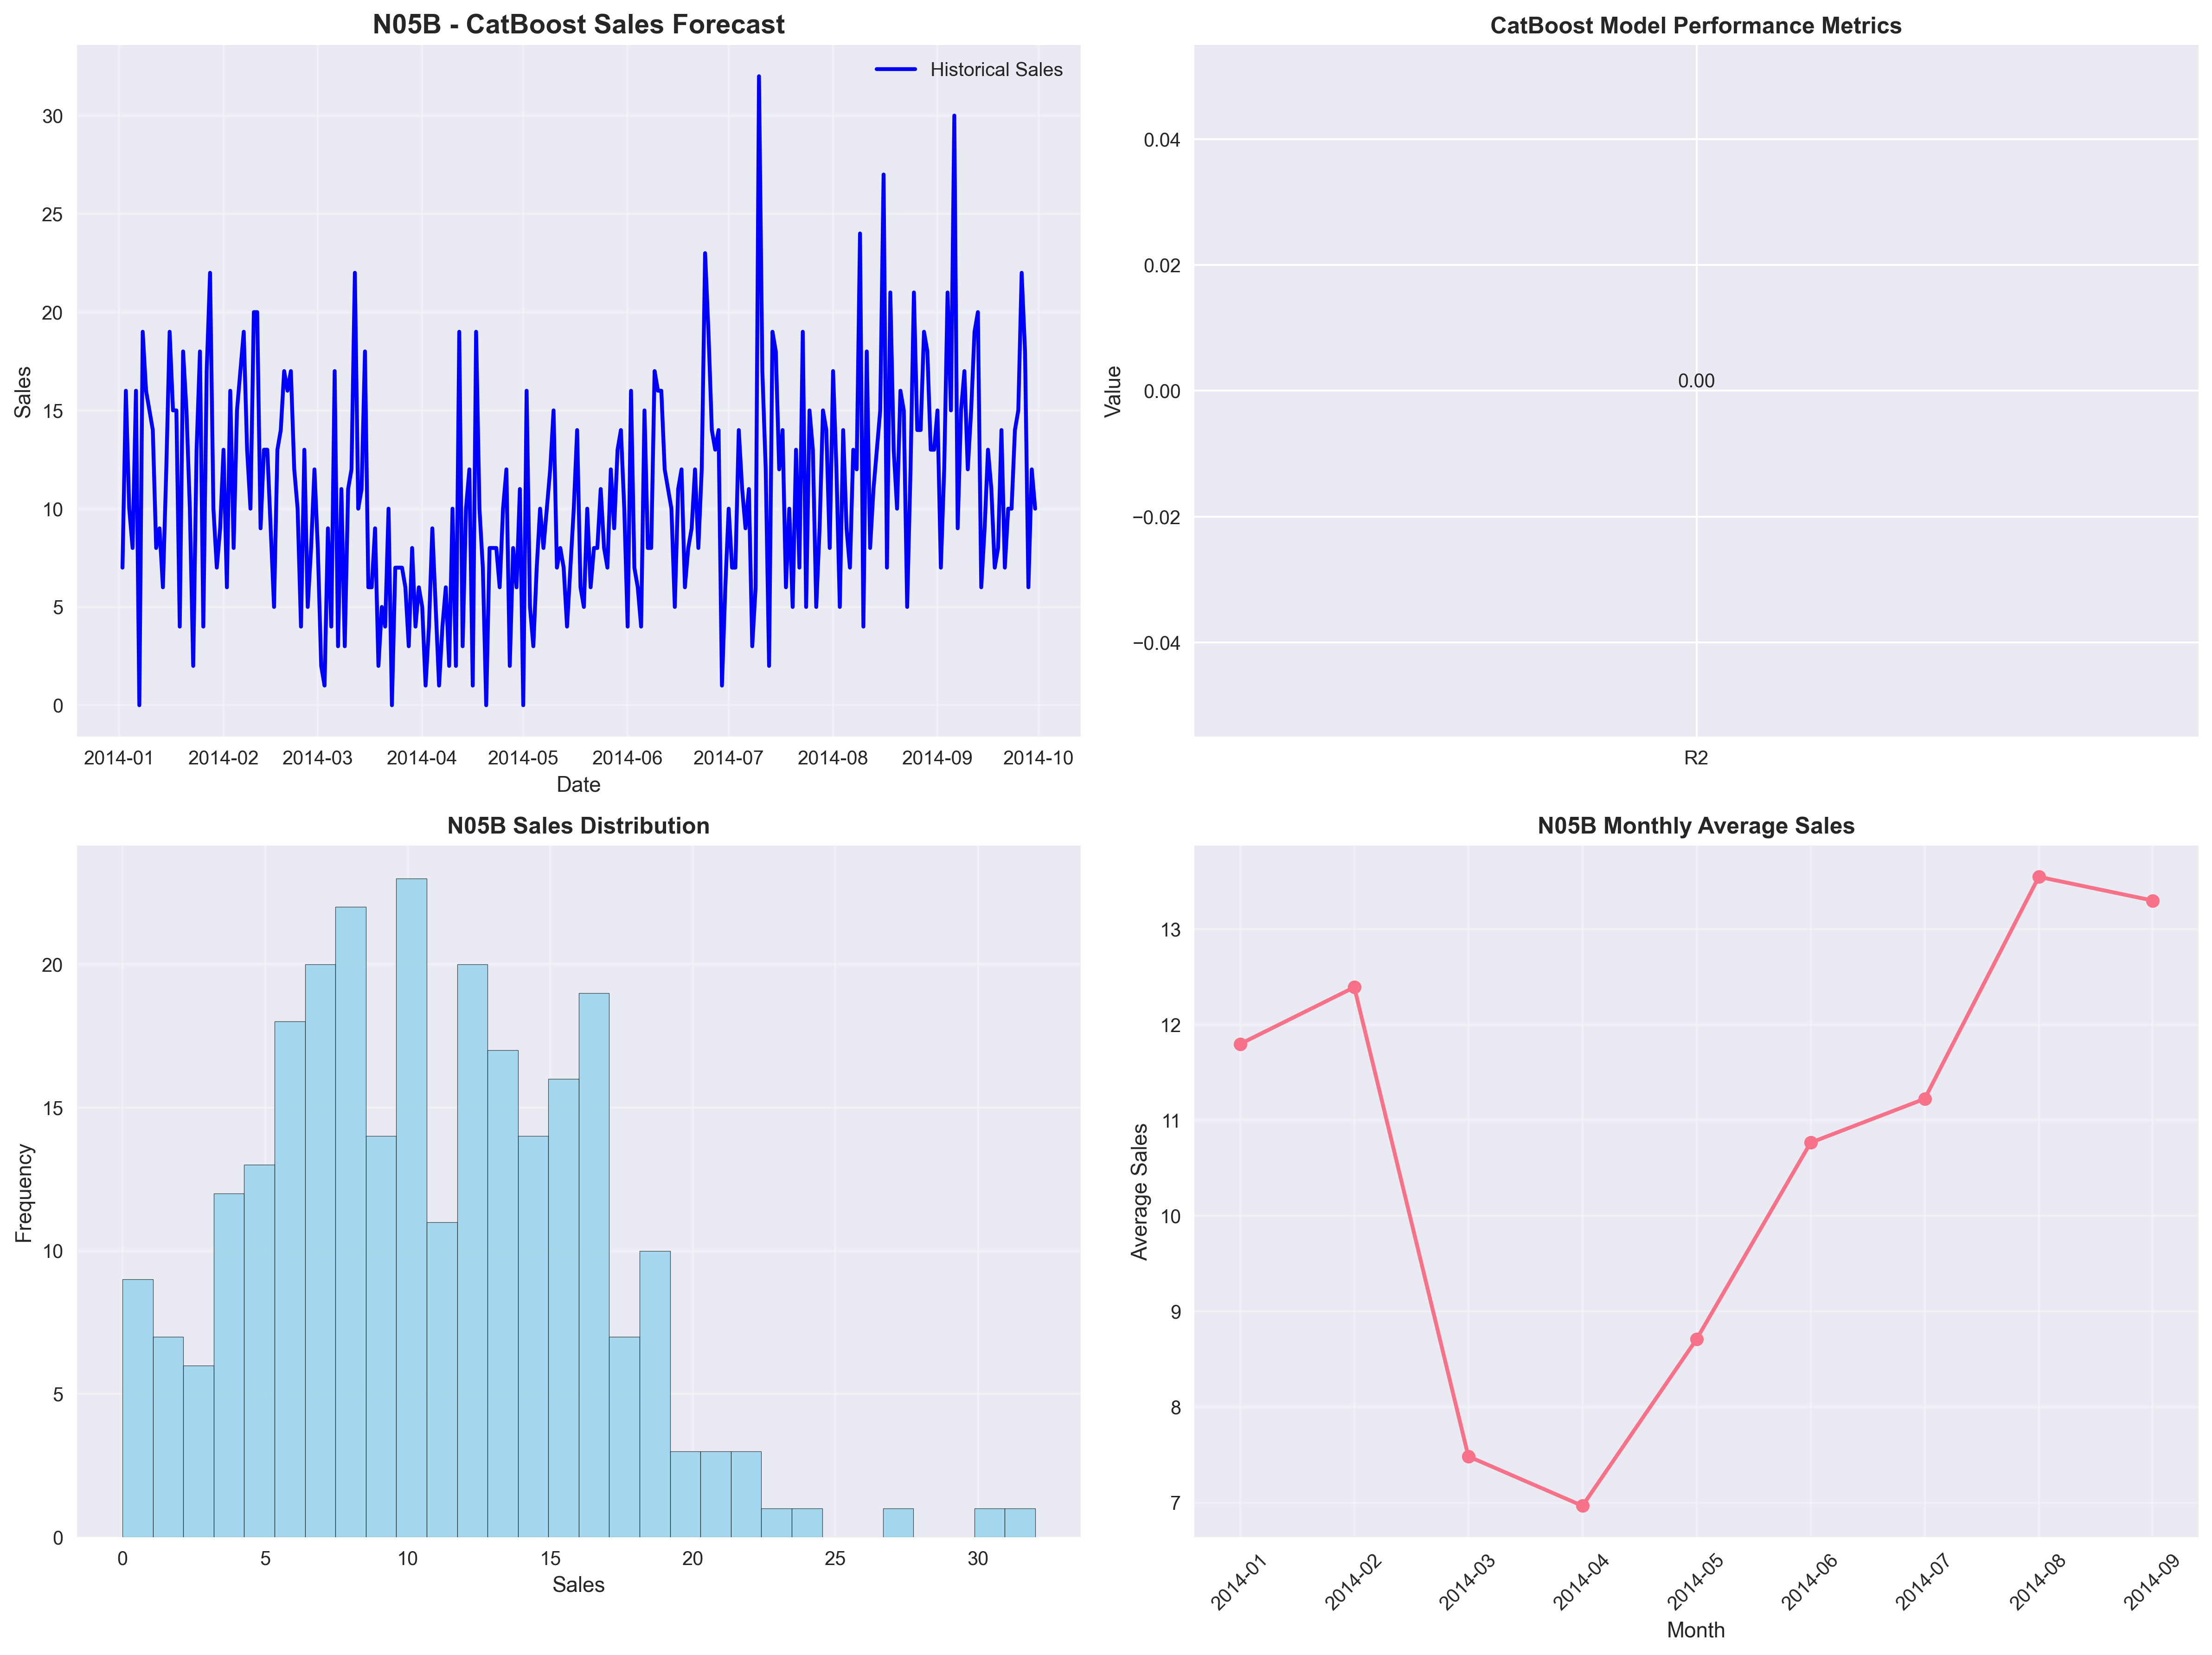 N05B - CatBoost Sales Forecast
Historical Sales
Sales
30
25
20
15
10
5
0
2014-01 2014-02 2014-03 2014-04 2014-05 2014-06 2014-07 2014-08 2014-09 2014-10
Date
CatBoost Model Performance Metrics
Value
0.04
0.02
0.00
−0.02
−0.04
0.00
R2
N05B Sales Distribution
Frequency
20
15
10
5
0
0 5 10 15 20 25 30
Sales
N05B Monthly Average Sales
Average Sales
13
12
11
10
9
8
7
2014-01 2014-02 2014-03 2014-04 2014-05 2014-06 2014-07 2014-08 2014-09
Month